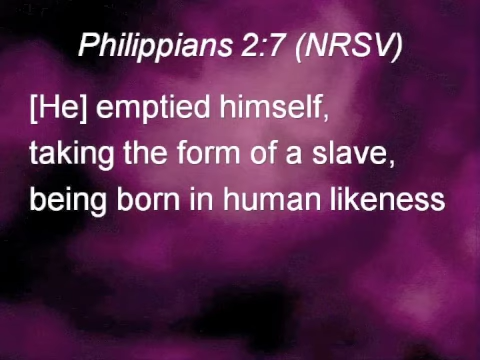 Philippians 2:7 (NRSV)
[He] emptied himself,
taking the form of a slave,
being born in human likeness